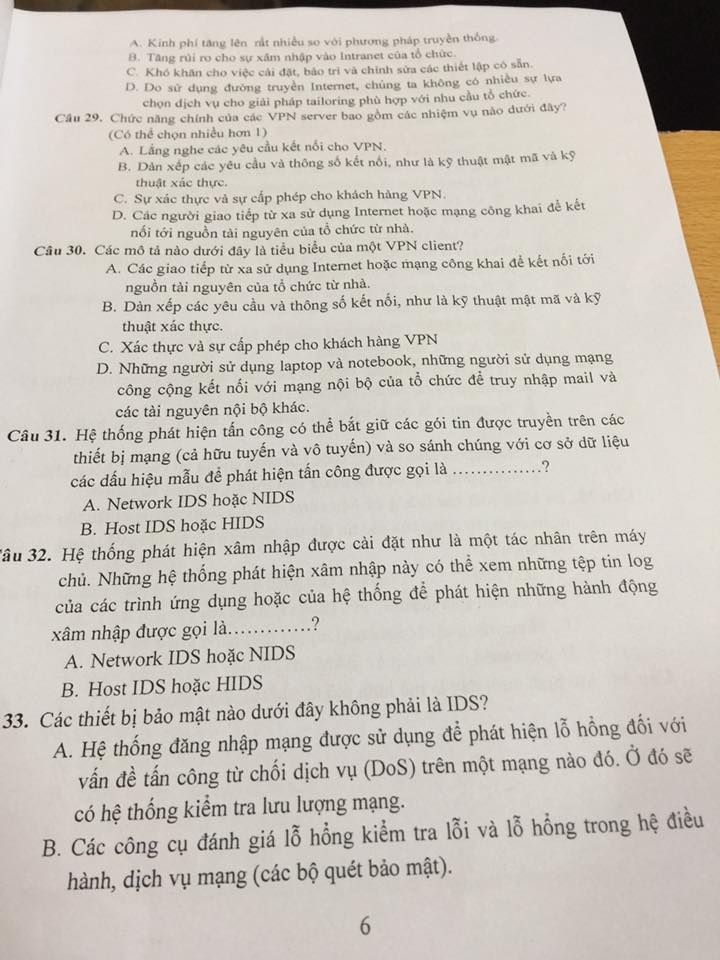 A. Kinh phí tăng lên rất nhiều so với phương pháp truyền thống.
B. Tăng rủi ro cho sự xâm nhập vào Intranet của tổ chức.
C. Khó khăn cho việc cài đặt, bảo trì và chỉnh sửa các thiết lập có sẵn.
D. Do sử dụng đường truyền Internet, chúng ta không có nhiều sự lựa
chọn dịch vụ cho giải pháp tailoring phù hợp với nhu cầu tổ chức.
Câu 29. Chức năng chính của các VPN server bao gồm các nhiệm vụ nào dưới đây?
(Có thể chọn nhiều hơn 1)
A. Lắng nghe các yêu cầu kết nối cho VPN.
B. Dàn xếp các yêu cầu và thông số kết nối, như là kỹ thuật mật mã và kỹ
thuật xác thực.
C. Sự xác thực và sự cấp phép cho khách hàng VPN.
D. Các người giao tiếp từ xa sử dụng Internet hoặc mạng công khai để kết
nối tới nguồn tài nguyên của tổ chức từ nhà.
Câu 30. Các mô tả nào dưới đây là tiểu biểu của một VPN client?
A. Các giao tiếp từ xa sử dụng Internet hoặc mạng công khai để kết nối tới
nguồn tài nguyên của tổ chức từ nhà.
B. Dàn xếp các yêu cầu và thông số kết nối, như là kỹ thuật mật mã và kỹ
thuật xác thực.
C. Xác thực và sự cấp phép cho khách hàng VPN
D. Những người sử dụng laptop và notebook, những người sử dụng mạng
công cộng kết nối với mạng nội bộ của tổ chức để truy nhập mail và
các tài nguyên nội bộ khác.
Câu 31. Hệ thống phát hiện tấn công có thể bắt giữ các gói tin được truyền trên các
thiết bị mạng (cả hữu tuyến và vô tuyến) và so sánh chúng với cơ sở dữ liệu
các dấu hiệu mẫu để phát hiện tấn công được gọi là ……………?
A. Network IDS hoặc NIDS
B. Host IDS hoặc HIDS
âu 32. Hệ thống phát hiện xâm nhập được cài đặt như là một tác nhân trên máy
chủ. Những hệ thống phát hiện xâm nhập này có thể xem những tệp tin log
của các trình ứng dụng hoặc của hệ thống để phát hiện những hành động
xâm nhập được gọi là………….?
A. Network IDS hoặc NIDS
B. Host IDS hoặc HIDS
33. Các thiết bị bảo mật nào dưới đây không phải là IDS?
A. Hệ thống đăng nhập mạng được sử dụng để phát hiện lỗ hổng đối với
vấn đề tấn công từ chối dịch vụ (DoS) trên một mạng nào đó. Ở đó sẽ
có hệ thống kiểm tra lưu lượng mạng.
B. Các công cụ đánh giá lỗ hổng kiểm tra lỗi và lỗ hổng trong hệ điều
hành, dịch vụ mạng (các bộ quét bảo mật).
6